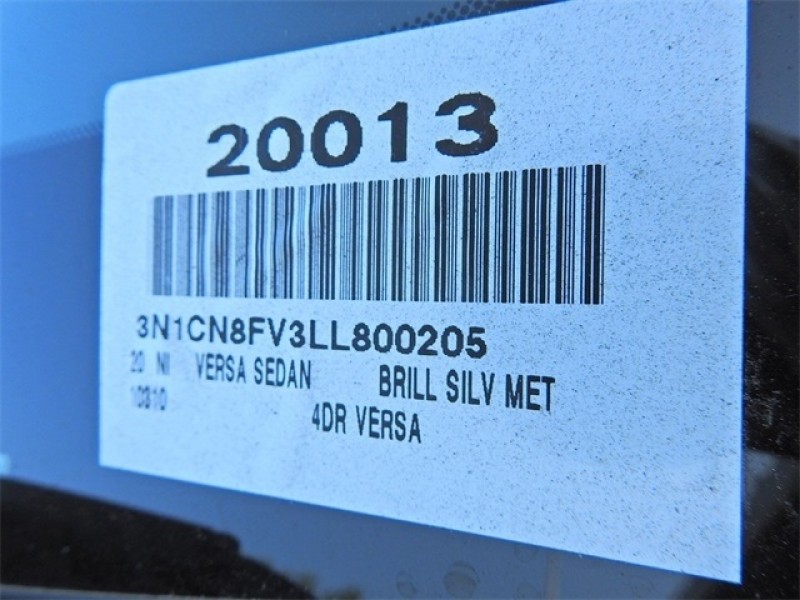 20013
3N1CN8FV3LL800205
20 NI VERSA SEDAN BRILL SILV MET
10310
4DR VERSA